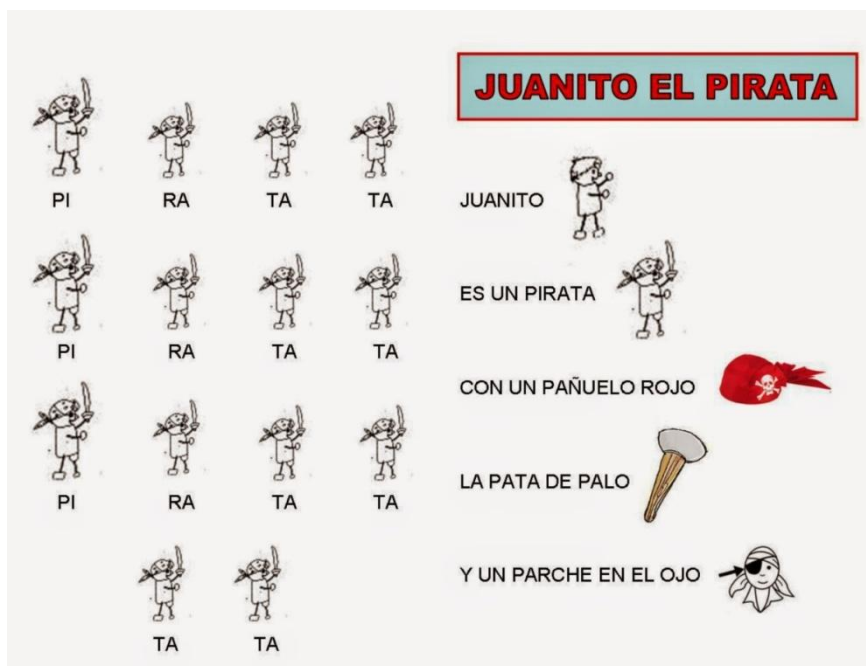 JUANITO EL PIRATA
PI RA TA TA
PI RA TA TA
PI RA TA TA
TA TA
JUANITO
ES UN PIRATA
CON UN PAÑUELO ROJO
LA PATA DE PALO
Y UN PARCHE EN EL OJO